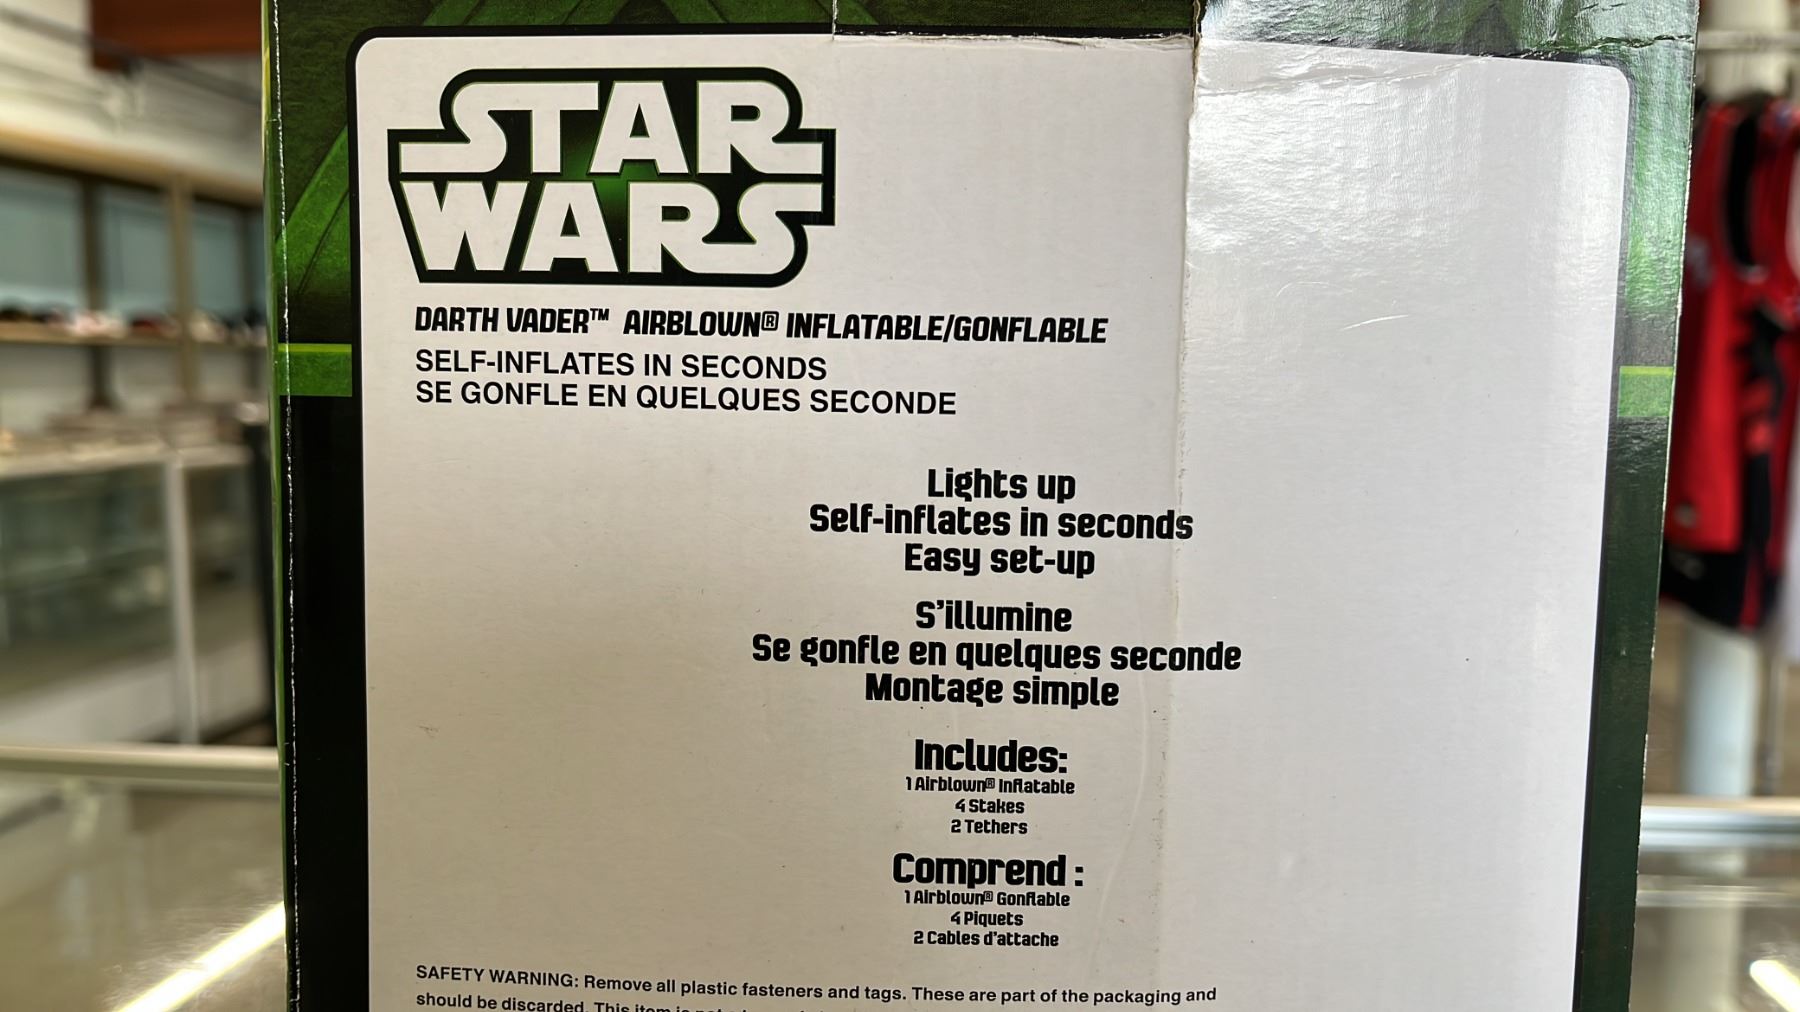 STAR
WARS
DARTH VADER™ AIRBLOWN® INFLATABLE/GONFLABLE
SELF-INFLATES IN SECONDS
SE GONFLE EN QUELQUES SECONDE
Lights up
Self-inflates in seconds
Easy set-up
S'illumine
Se gonfle en quelques seconde
Montage simple
Includes:
1 Airblown® Inflatable
4 Stakes
2 Tethers
Comprend :
1 Airblown® Gonflable
4 Piquets
2 Cables d'attache
SAFETY WARNING: Remove all plastic fasteners and tags. These are part of the packaging and
should be discarded. This item is